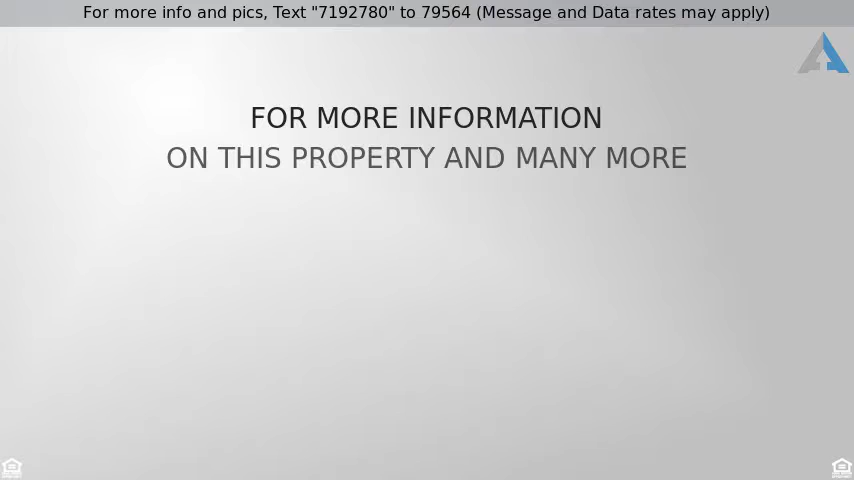 For more info and pics, Text "7192780" to 79564 (Message and Data rates may apply)
FOR MORE INFORMATION
ON THIS PROPERTY AND MANY MORE